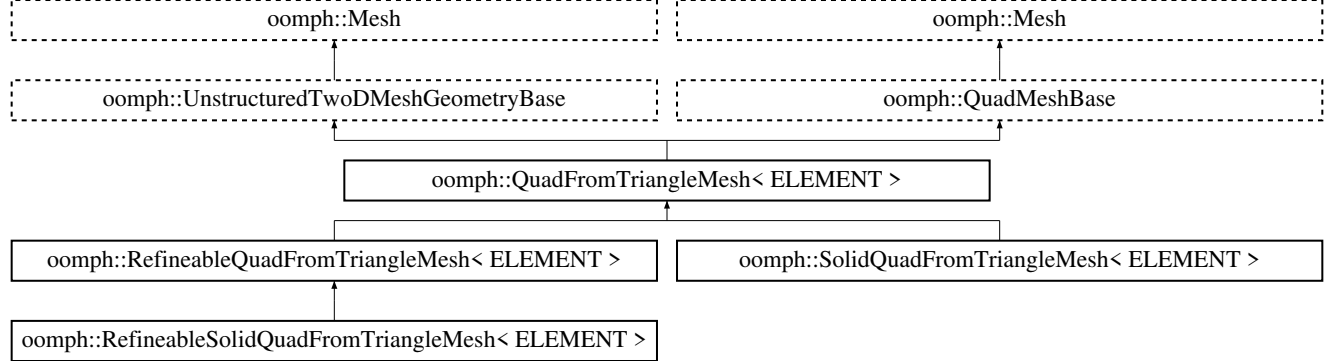 oomph::Mesh
oomph::Mesh
oomph::UnstructuredTwoDMeshGeometryBase
oomph::QuadMeshBase
oomph::QuadFromTriangleMesh< ELEMENT >
oomph::RefineableQuadFromTriangleMesh< ELEMENT >
oomph::SolidQuadFromTriangleMesh< ELEMENT >
oomph::RefineableSolidQuadFromTriangleMesh< ELEMENT >